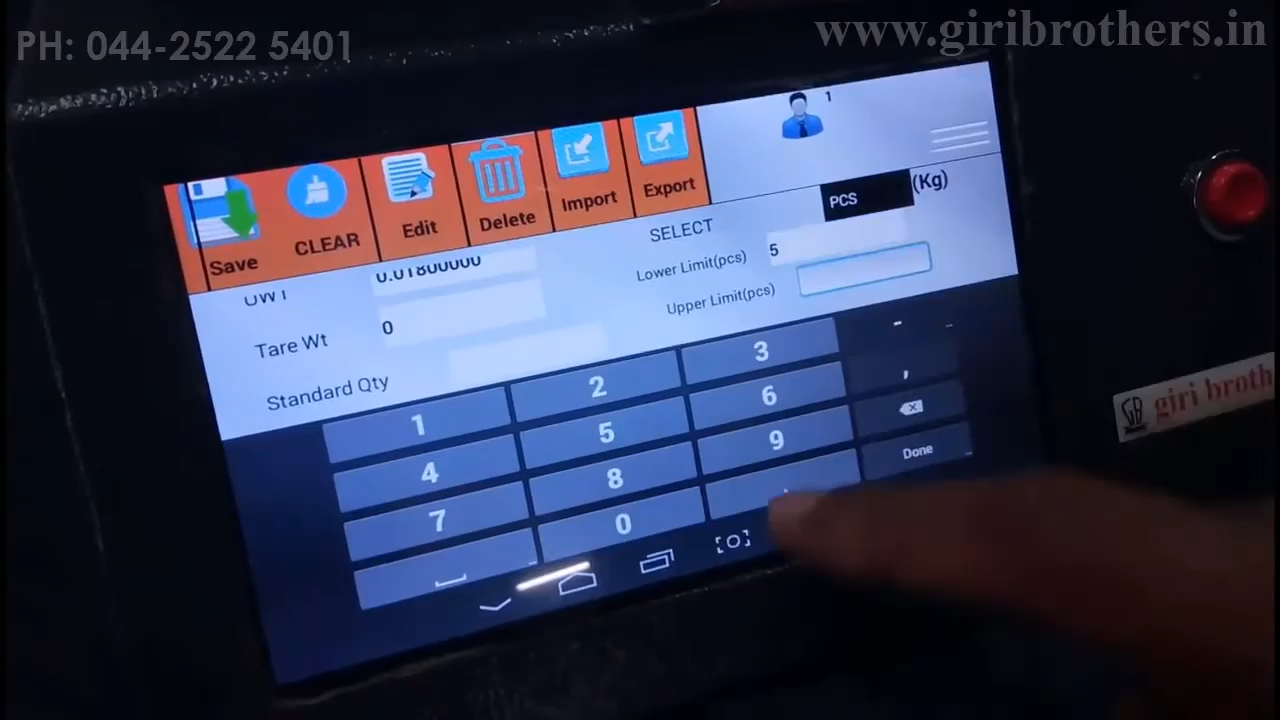 PH: 044-2522 5401
www.giribrothers.in
1
Save
CLEAR
Edit
Delete
Import
Export
PCS
(Kg)
UWT
0.01800000
SELECT
Lower Limit(pcs)
5
Tare Wt
0
Upper Limit(pcs)
Standard Qty
1
2
3
-
4
5
6
,
7
8
9
0
Done
GB giri broth